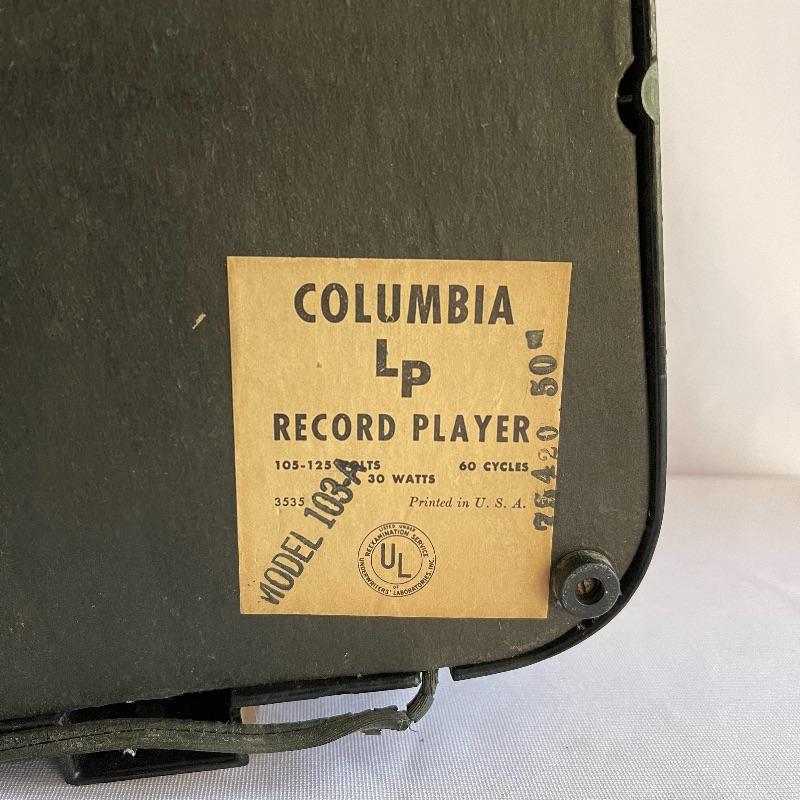 COLUMBIA
LP
RECORD PLAYER
105-125 VOLTS 60 CYCLES
30 WATTS
3535 Printed in U. S. A.
MODEL 103-A
LISTED UNDER
REEXAMINATION SERVICE
UL
OF
UNDERWRITERS' LABORATORIES, INC.
50